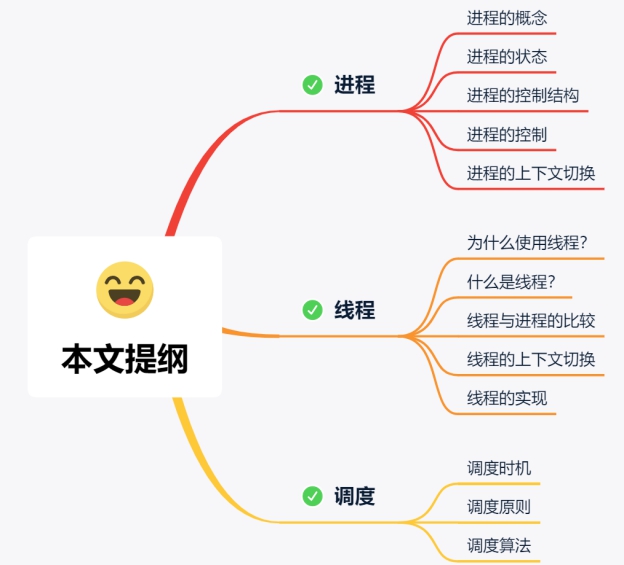 本文提纲
进程
进程的概念
进程的状态
进程的控制结构
进程的控制
进程的上下文切换
线程
为什么使用线程？
什么是线程？
线程与进程的比较
线程的上下文切换
线程的实现
调度
调度时机
调度原则
调度算法